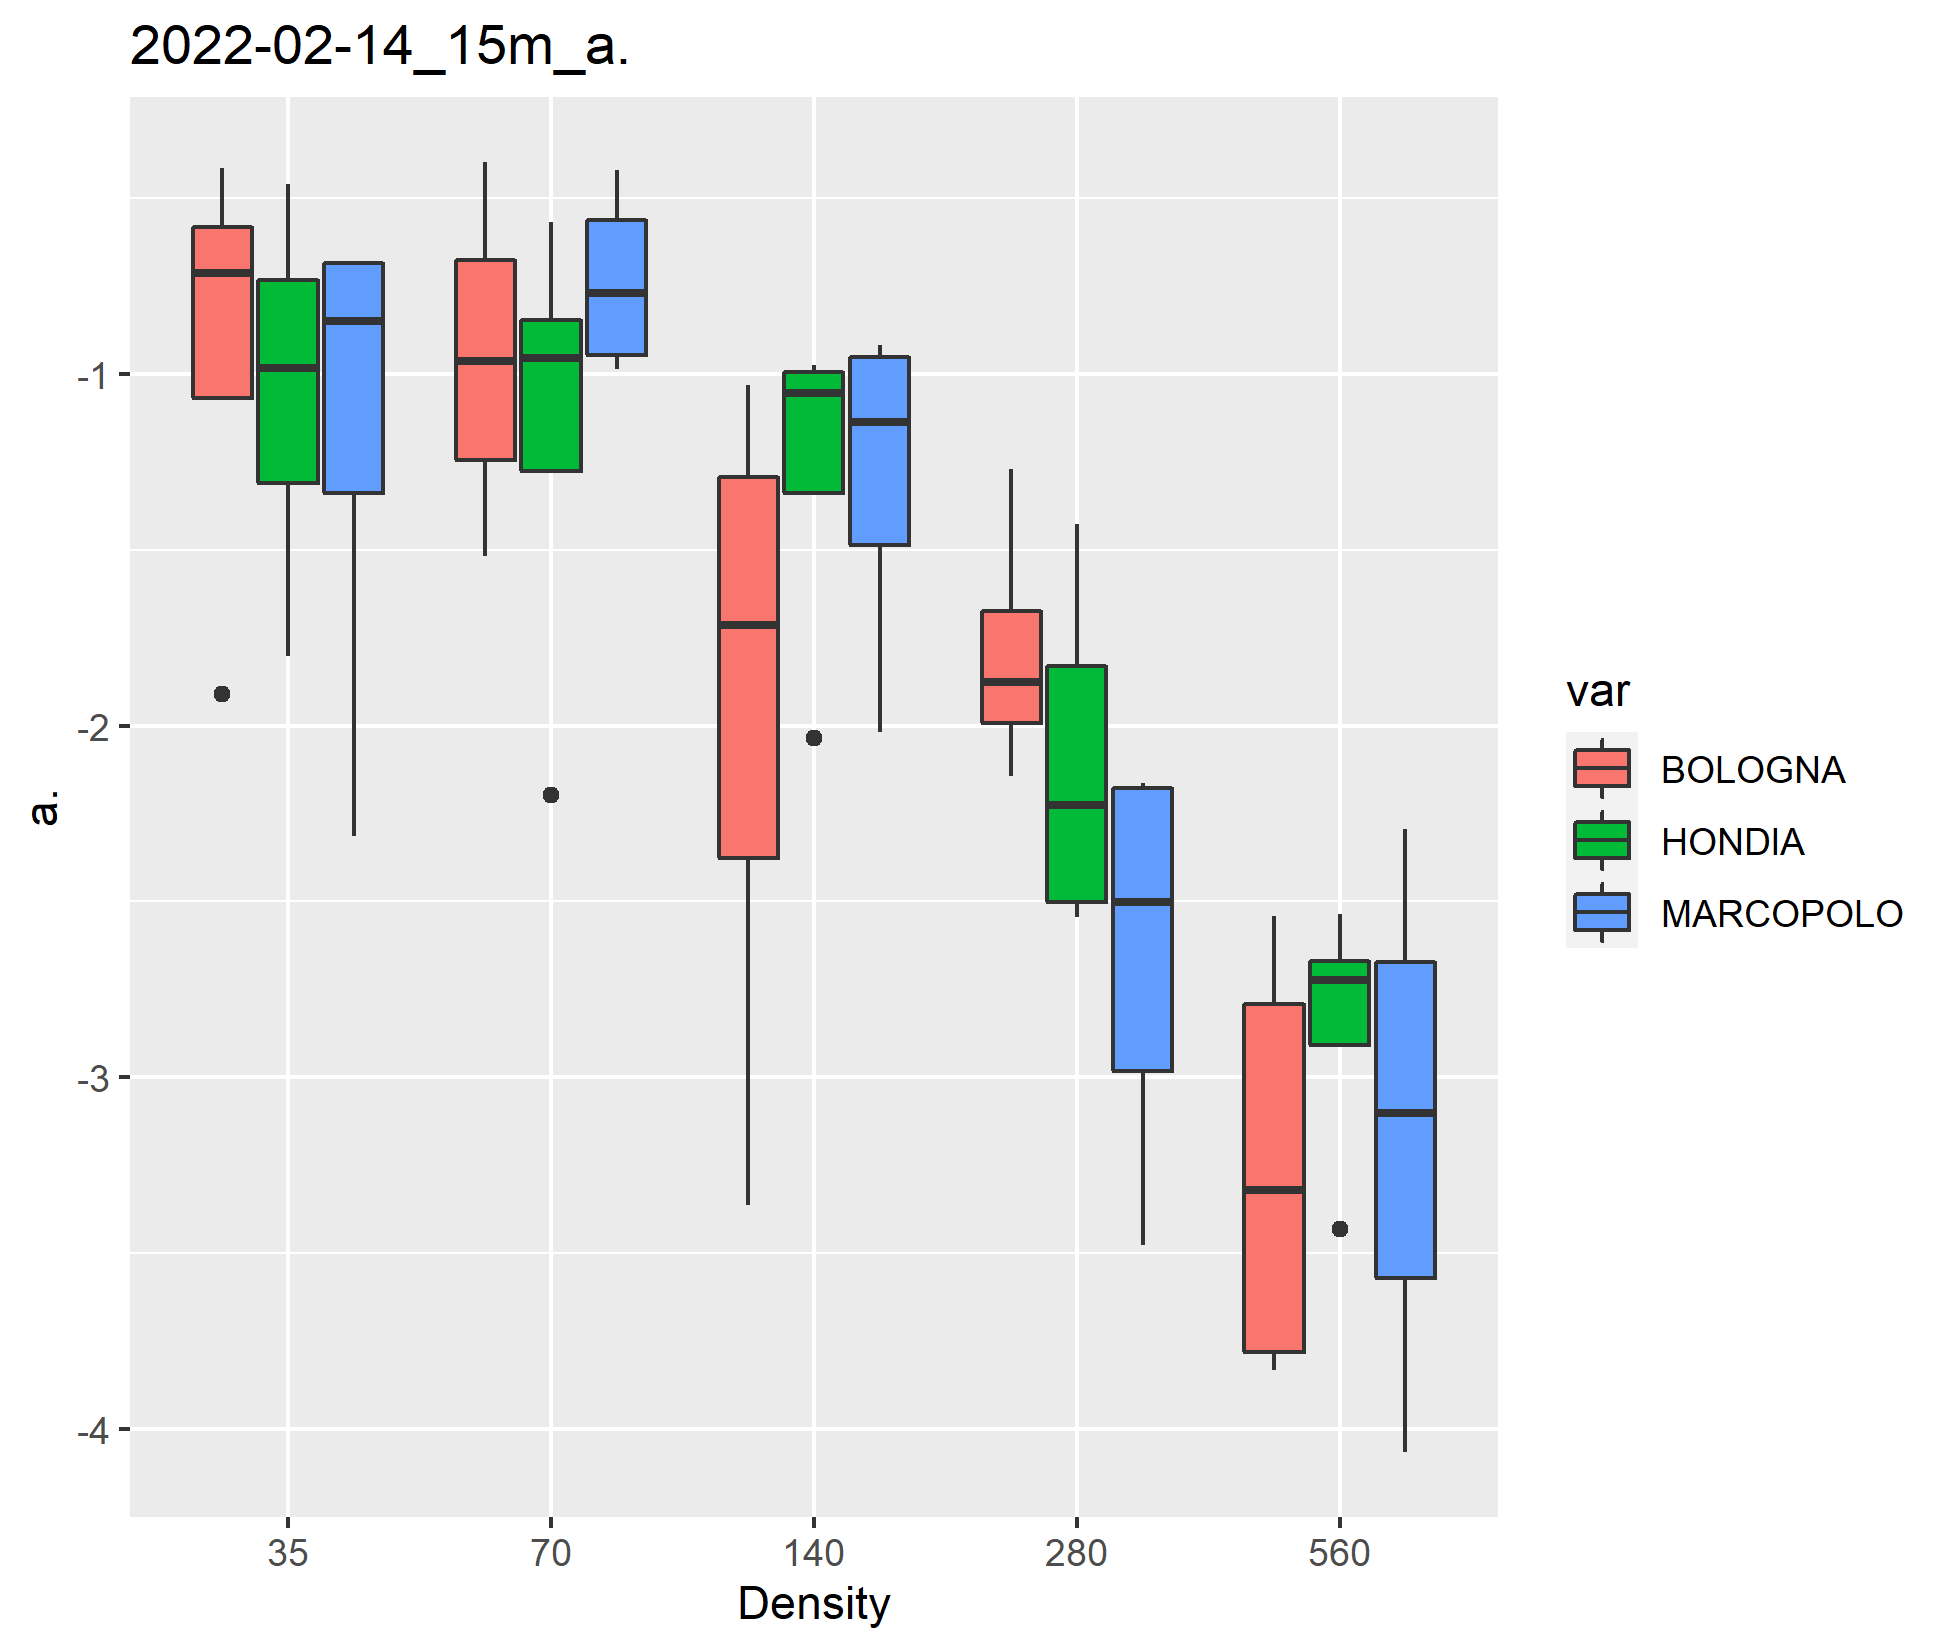 2022-02-14_15m_a.
-1
-2
-3
-4
a.
35 70 140 280 560
Density
var
BOLOGNA
HONDIA
MARCOPOLO